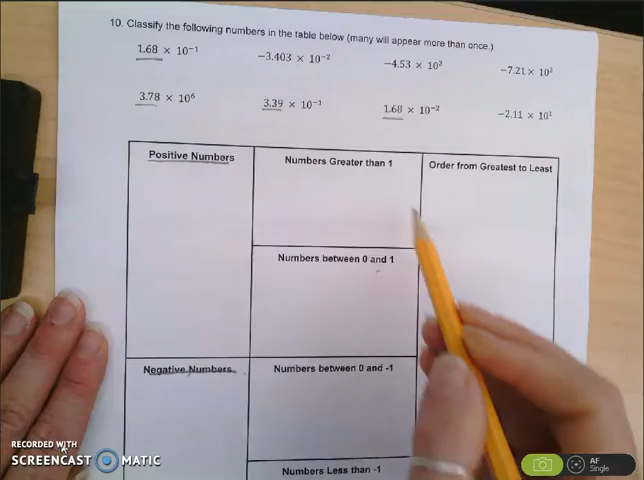 10. Classify the following numbers in the table below (many will appear more than once.)
1.68 × 10⁻¹ −3.403 × 10⁻² −4.53 × 10² −7.21 × 10²
3.78 × 10⁶ 3.39 × 10⁻¹ 1.68 × 10⁻² −2.11 × 10¹
Positive Numbers Numbers Greater than 1 Order from Greatest to Least
Numbers between 0 and 1
Negative Numbers Numbers between 0 and -1
Numbers Less than -1
RECORDED WITH
SCREENCAST MATIC
AF
Single